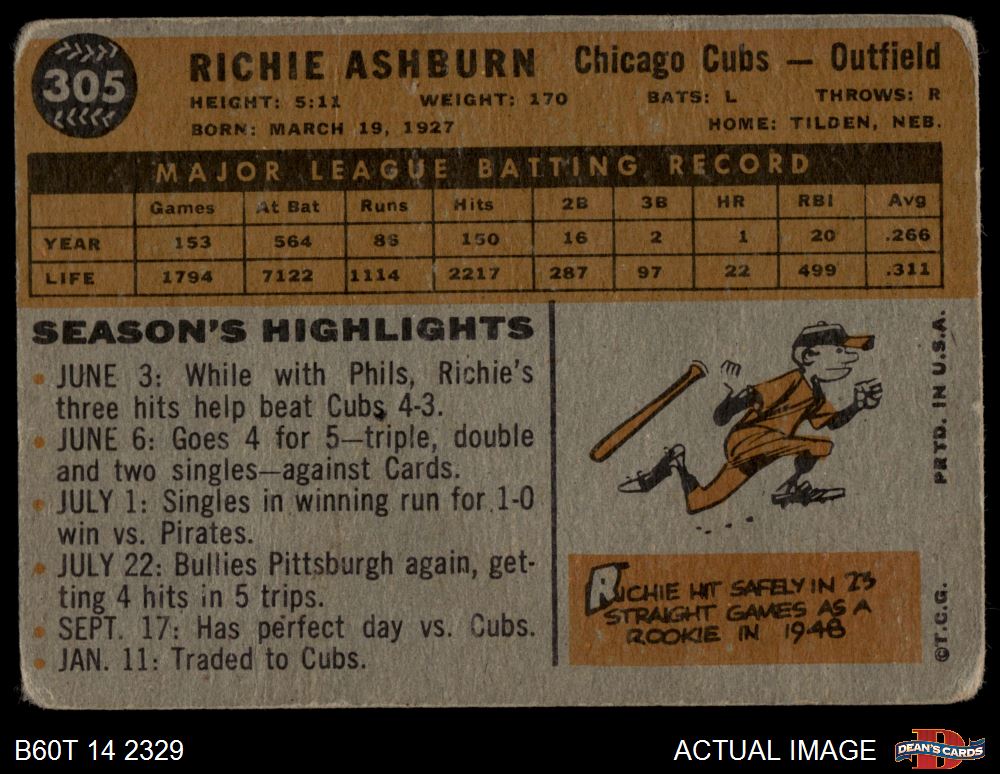 305
RICHIE ASHBURN Chicago Cubs — Outfield
HEIGHT: 5:11 WEIGHT: 170 BATS: L THROWS: R
BORN: MARCH 19, 1927 HOME: TILDEN, NEB.
MAJOR LEAGUE BATTING RECORD
Games At Bat Runs Hits 2B 3B HR RBI Avg
YEAR 153 564 86 150 16 2 1 20 .266
LIFE 1794 7122 1114 2217 287 97 22 499 .311
SEASON'S HIGHLIGHTS
• JUNE 3: While with Phils, Richie's
three hits help beat Cubs 4-3.
• JUNE 6: Goes 4 for 5—triple, double
and two singles—against Cards.
• JULY 1: Singles in winning run for 1-0
win vs. Pirates.
• JULY 22: Bullies Pittsburgh again, get-
ting 4 hits in 5 trips.
• SEPT. 17: Has perfect day vs. Cubs.
• JAN. 11: Traded to Cubs.
RICHIE HIT SAFELY IN 23
STRAIGHT GAMES AS A
ROOKIE IN 1948
PRTD. IN U.S.A.
©T.C.G.
B60T 14 2329
ACTUAL IMAGE
D
DEAN'S CARDS